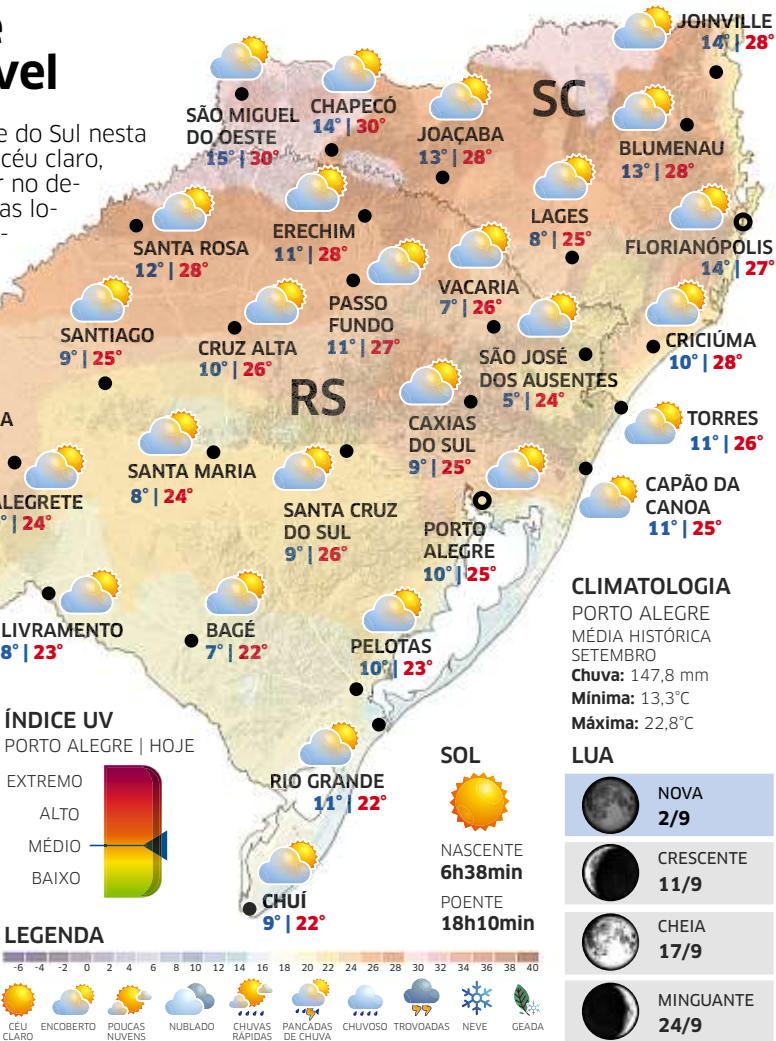 e
vel
e do Sul nesta
céu claro,
r no de-
as lo-
-
SC
RS
JOINVILLE
14° | 28°
SÃO MIGUEL
DO OESTE
15° | 30°
CHAPECÓ
14° | 30°
JOAÇABA
13° | 28°
BLUMENAU
13° | 28°
SANTA ROSA
12° | 28°
ERECHIM
11° | 28°
LAGES
8° | 25°
FLORIANÓPOLIS
14° | 27°
SANTIAGO
9° | 25°
CRUZ ALTA
10° | 26°
PASSO
FUNDO
11° | 27°
VACARIA
7° | 26°
SÃO JOSÉ
DOS AUSENTES
5° | 24°
CRICIÚMA
10° | 28°
A
ALEGRETE
° | 24°
SANTA MARIA
8° | 24°
SANTA CRUZ
DO SUL
9° | 26°
CAXIAS
DO SUL
9° | 25°
TORRES
11° | 26°
CAPÃO DA
CANOA
11° | 25°
PORTO
ALEGRE
10° | 25°
LIVRAMENTO
8° | 23°
BAGÉ
7° | 22°
PELOTAS
10° | 23°
RIO GRANDE
11° | 22°
CHUÍ
9° | 22°
CLIMATOLOGIA
PORTO ALEGRE
MÉDIA HISTÓRICA
SETEMBRO
Chuva: 147,8 mm
Mínima: 13,3°C
Máxima: 22,8°C
ÍNDICE UV
PORTO ALEGRE | HOJE
EXTREMO
ALTO
MÉDIO
BAIXO
SOL
NASCENTE
6h38min
POENTE
18h10min
LUA
NOVA
2/9
CRESCENTE
11/9
CHEIA
17/9
MINGUANTE
24/9
LEGENDA
-6 -4 -2 0 2 4 6 8 10 12 14 16 18 20 22 24 26 28 30 32 34 36 38 40
CÉU
CLARO
ENCOBERTO
POUCAS
NUVENS
NUBLADO
CHUVAS
RÁPIDAS
PANCADAS
DE CHUVA
CHUVOSO
TROVOADAS
NEVE
GEADA